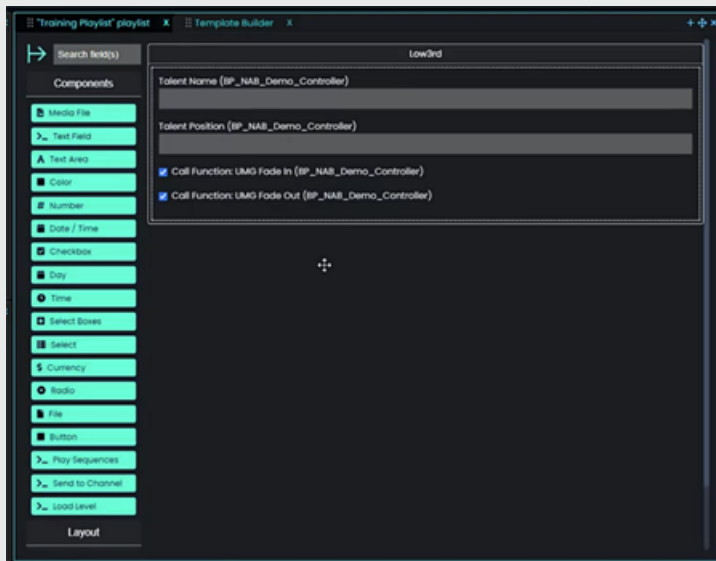 "Training Playlist" playlist X Template Builder X
Search field(s)
Components
Media File
Text Field
A Text Area
Color
# Number
Date / Time
Checkbox
Day
Time
Select Boxes
Select
$ Currency
Radio
File
Button
Play Sequences
Send to Channel
Load Level
Layout
Low3rd
Talent Name (BP_NAB_Demo_Controller)
Talent Position (BP_NAB_Demo_Controller)
Call Function: UMG Fade In (BP_NAB_Demo_Controller)
Call Function: UMG Fade Out (BP_NAB_Demo_Controller)